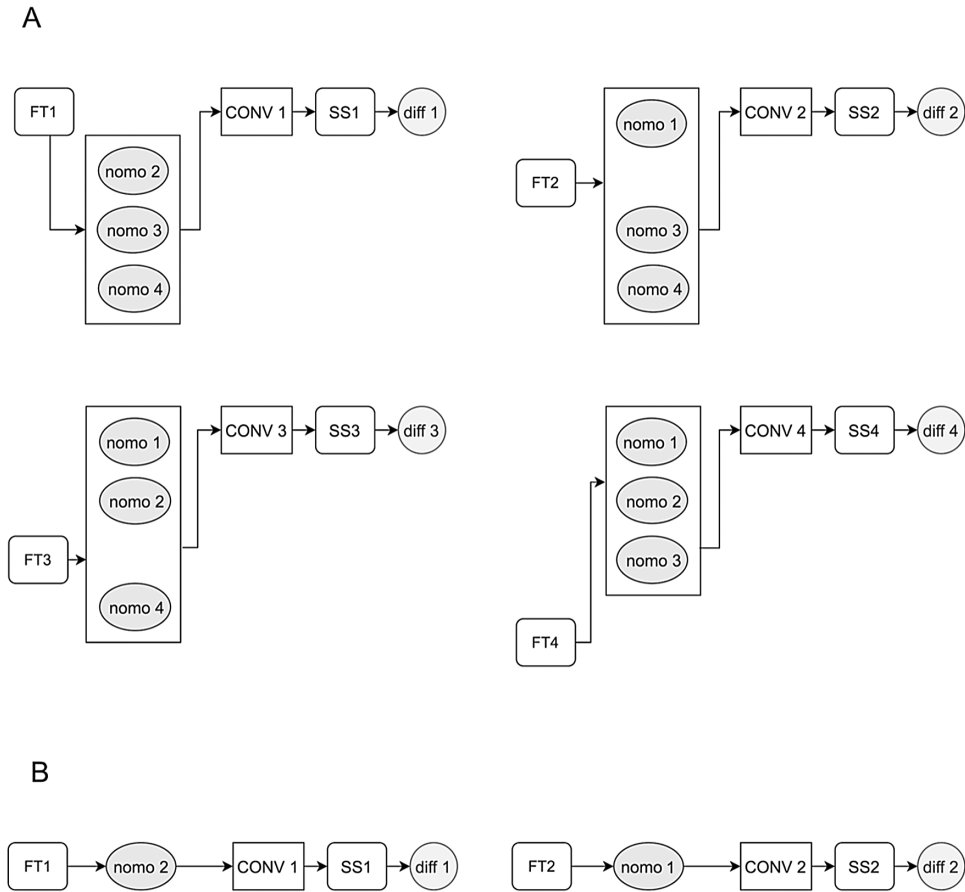 A
FT1
nomo 2
nomo 3
nomo 4
CONV 1
SS1
diff 1
FT2
nomo 1
nomo 3
nomo 4
CONV 2
SS2
diff 2
FT3
nomo 1
nomo 2
nomo 4
CONV 3
SS3
diff 3
FT4
nomo 1
nomo 2
nomo 3
CONV 4
SS4
diff 4
B
FT1
nomo 2
CONV 1
SS1
diff 1
FT2
nomo 1
CONV 2
SS2
diff 2